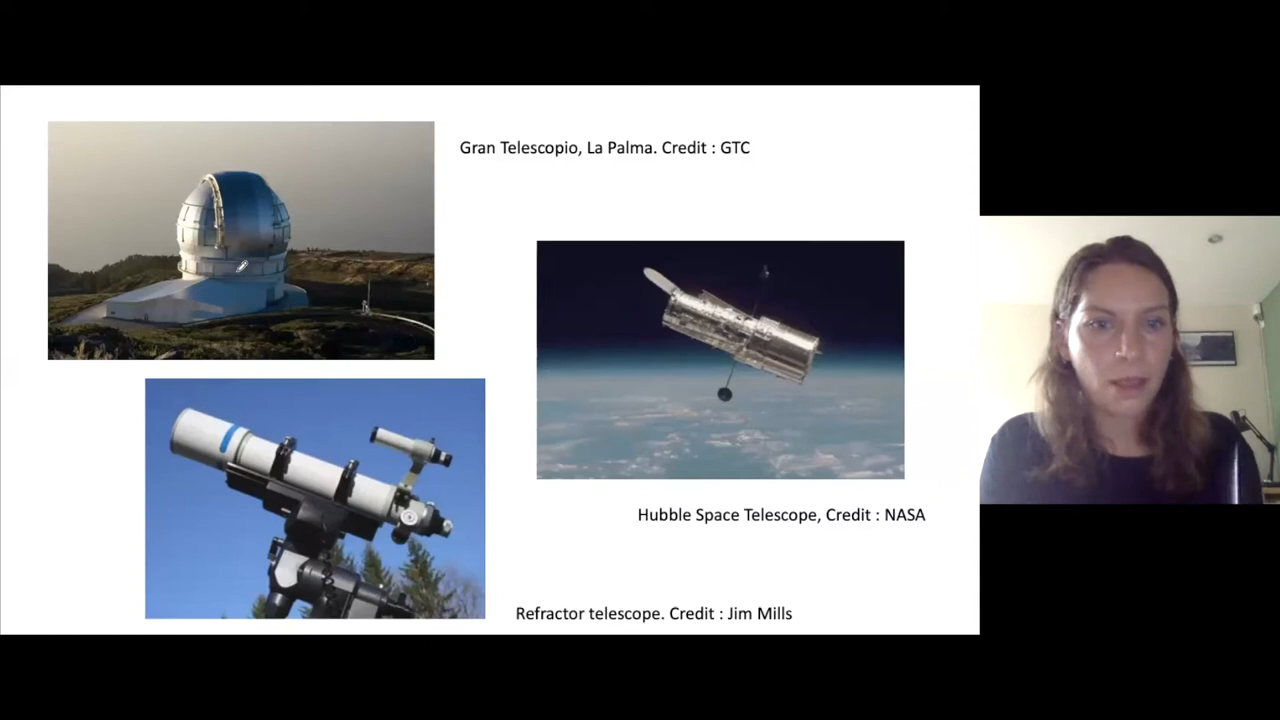 Gran Telescopio, La Palma. Credit : GTC
Hubble Space Telescope, Credit : NASA
Refractor telescope. Credit : Jim Mills